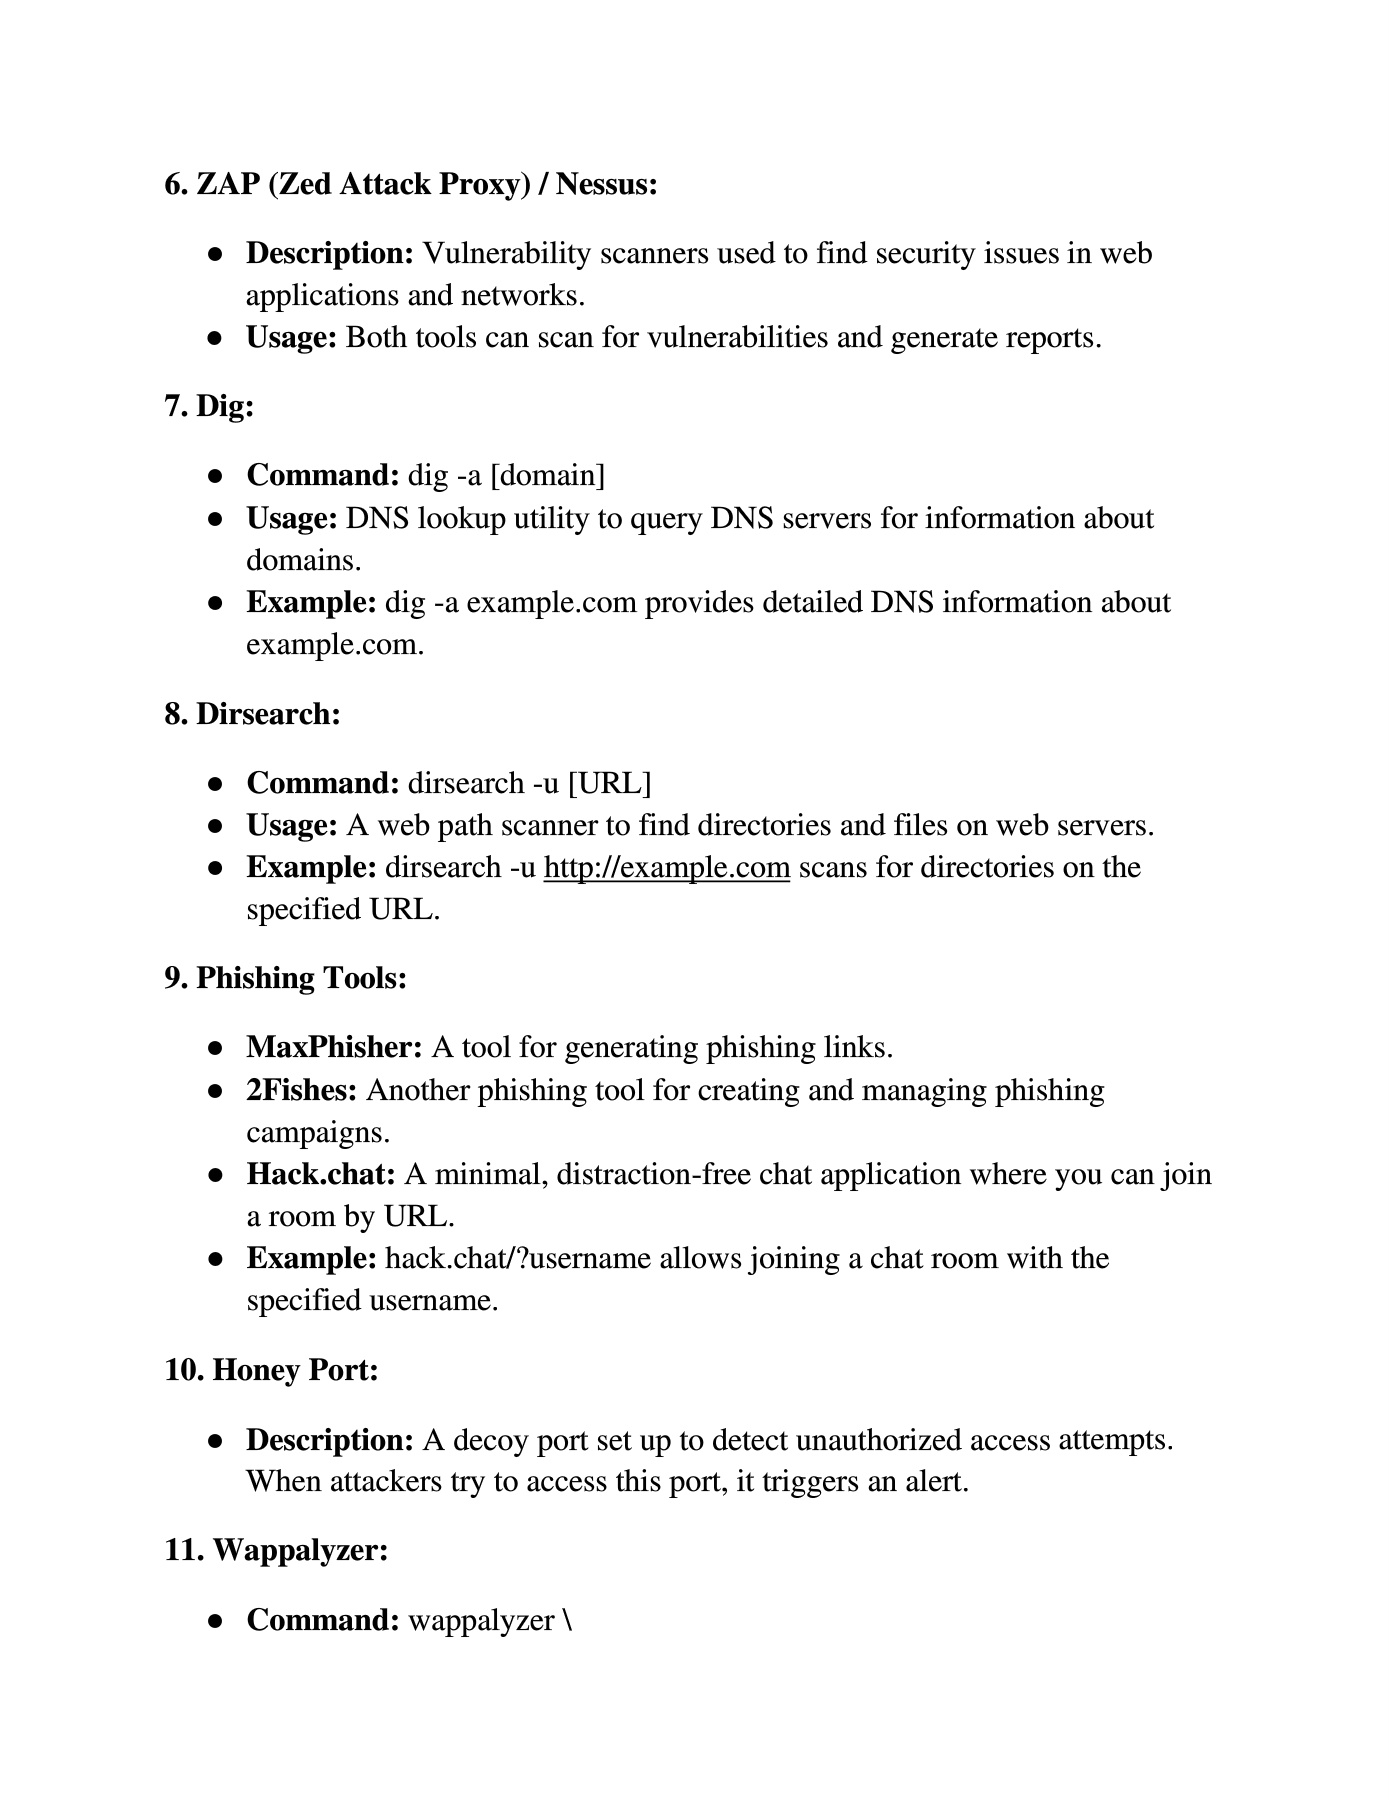 6. ZAP (Zed Attack Proxy) / Nessus:
● Description: Vulnerability scanners used to find security issues in web
applications and networks.
● Usage: Both tools can scan for vulnerabilities and generate reports.
7. Dig:
● Command: dig -a [domain]
● Usage: DNS lookup utility to query DNS servers for information about
domains.
● Example: dig -a example.com provides detailed DNS information about
example.com.
8. Dirsearch:
● Command: dirsearch -u [URL]
● Usage: A web path scanner to find directories and files on web servers.
● Example: dirsearch -u http://example.com scans for directories on the
specified URL.
9. Phishing Tools:
● MaxPhisher: A tool for generating phishing links.
● 2Fishes: Another phishing tool for creating and managing phishing
campaigns.
● Hack.chat: A minimal, distraction-free chat application where you can join
a room by URL.
● Example: hack.chat/?username allows joining a chat room with the
specified username.
10. Honey Port:
● Description: A decoy port set up to detect unauthorized access attempts.
When attackers try to access this port, it triggers an alert.
11. Wappalyzer:
● Command: wappalyzer \